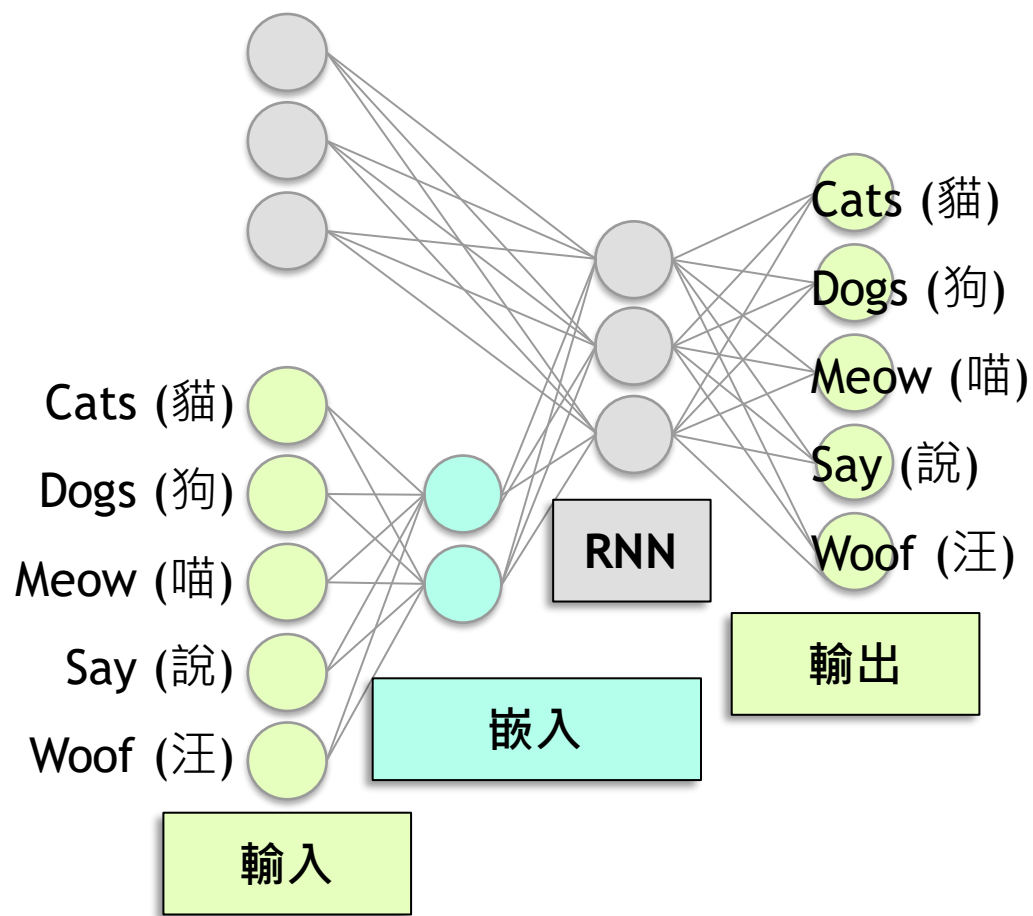 Cats (貓)
Dogs (狗)
Meow (喵)
Say (說)
Woof (汪)
輸入
嵌入
RNN
Cats (貓)
Dogs (狗)
Meow (喵)
Say (說)
Woof (汪)
輸出